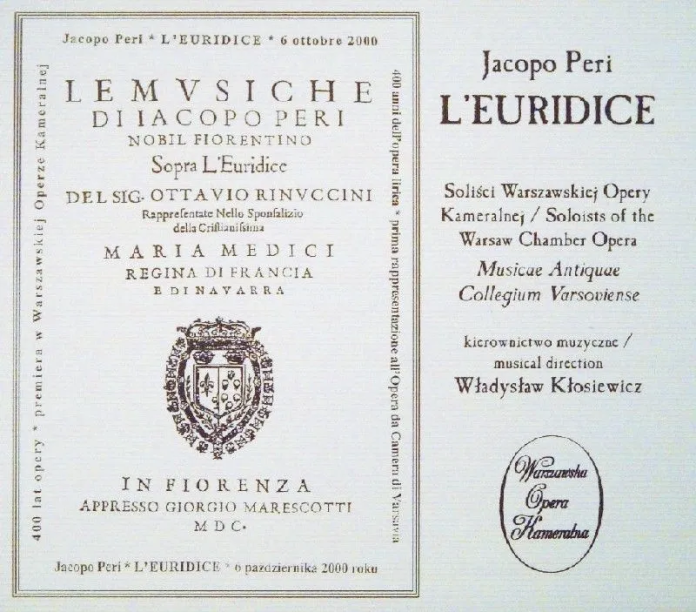 Jacopo Peri * L'EURIDICE * 6 ottobre 2000
400 lat opery * premiera w Warszawskiej Operze Kameralnej
LE MVSICHE
DI IACOPO PERI
NOBIL FIORENTINO
Sopra L'Euridice
DEL SIG. OTTAVIO RINVCCINI
Rappresentate Nello Sponsalizio
della Cristianissima
MARIA MEDICI
REGINA DI FRANCIA
E DI NAVARRA
IN FIORENZA
APPRESSO GIORGIO MARESCOTTI
M D C.
400 anni dell'opera lirica * prima rappresentazione all'Opera da Camera di Varsavia
Jacopo Peri * L'EURIDICE * 6 października 2000 roku
Jacopo Peri
L'EURIDICE
Soliści Warszawskiej Opery
Kameralnej / Soloists of the
Warsaw Chamber Opera
Musicae Antiquae
Collegium Varsoviense
kierownictwo muzyczne /
musical direction
Władysław Kłosiewicz
Warszawska
Opera
Kameralna